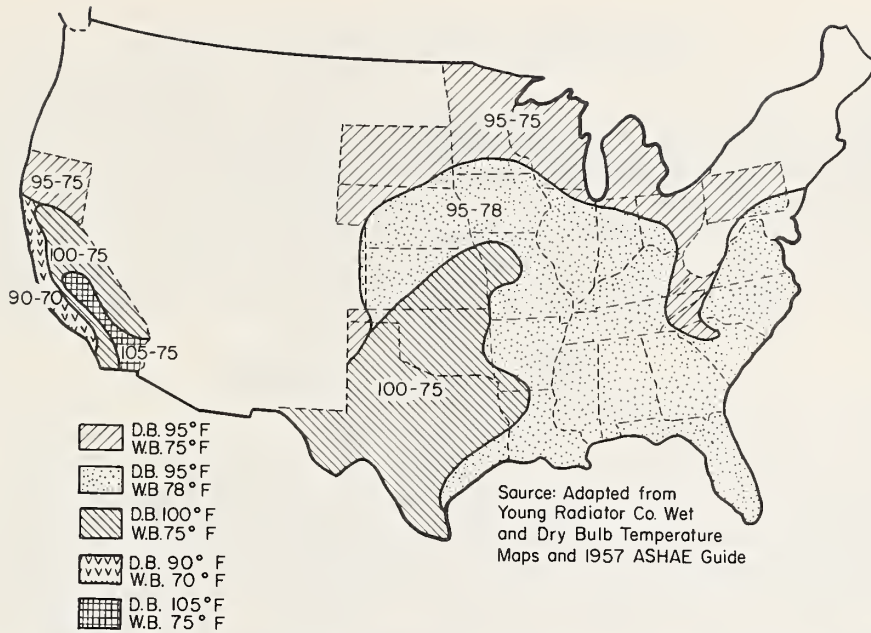 95-75
95-75
95-78
100-75
90-70
105-75
100-75
D.B. 95° F
W.B. 75° F
D.B. 95° F
W.B 78° F
D.B. 100° F
W.B. 75° F
D.B. 90° F
W.B. 70° F
D.B. 105° F
W.B. 75° F
Source: Adapted from
Young Radiator Co. Wet
and Dry Bulb Temperature
Maps and 1957 ASHAE Guide